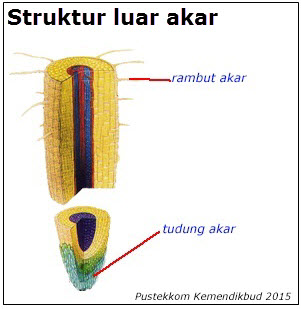 Struktur luar akar
rambut akar
tudung akar
Pustekkom Kemendikbud 2015